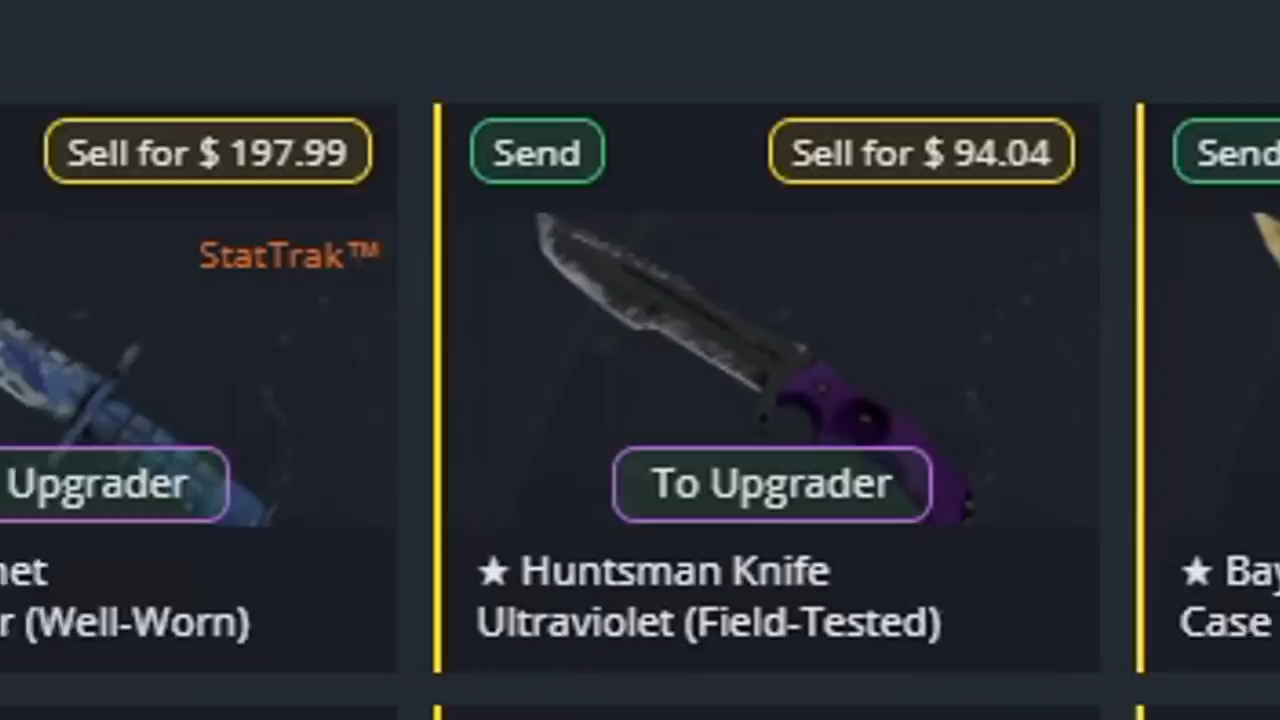 Sell for $ 197.99
Send
Sell for $ 94.04
Send
StatTrak™
Upgrader
To Upgrader
net
★ Huntsman Knife
★ Bay
r (Well-Worn)
Ultraviolet (Field-Tested)
Case